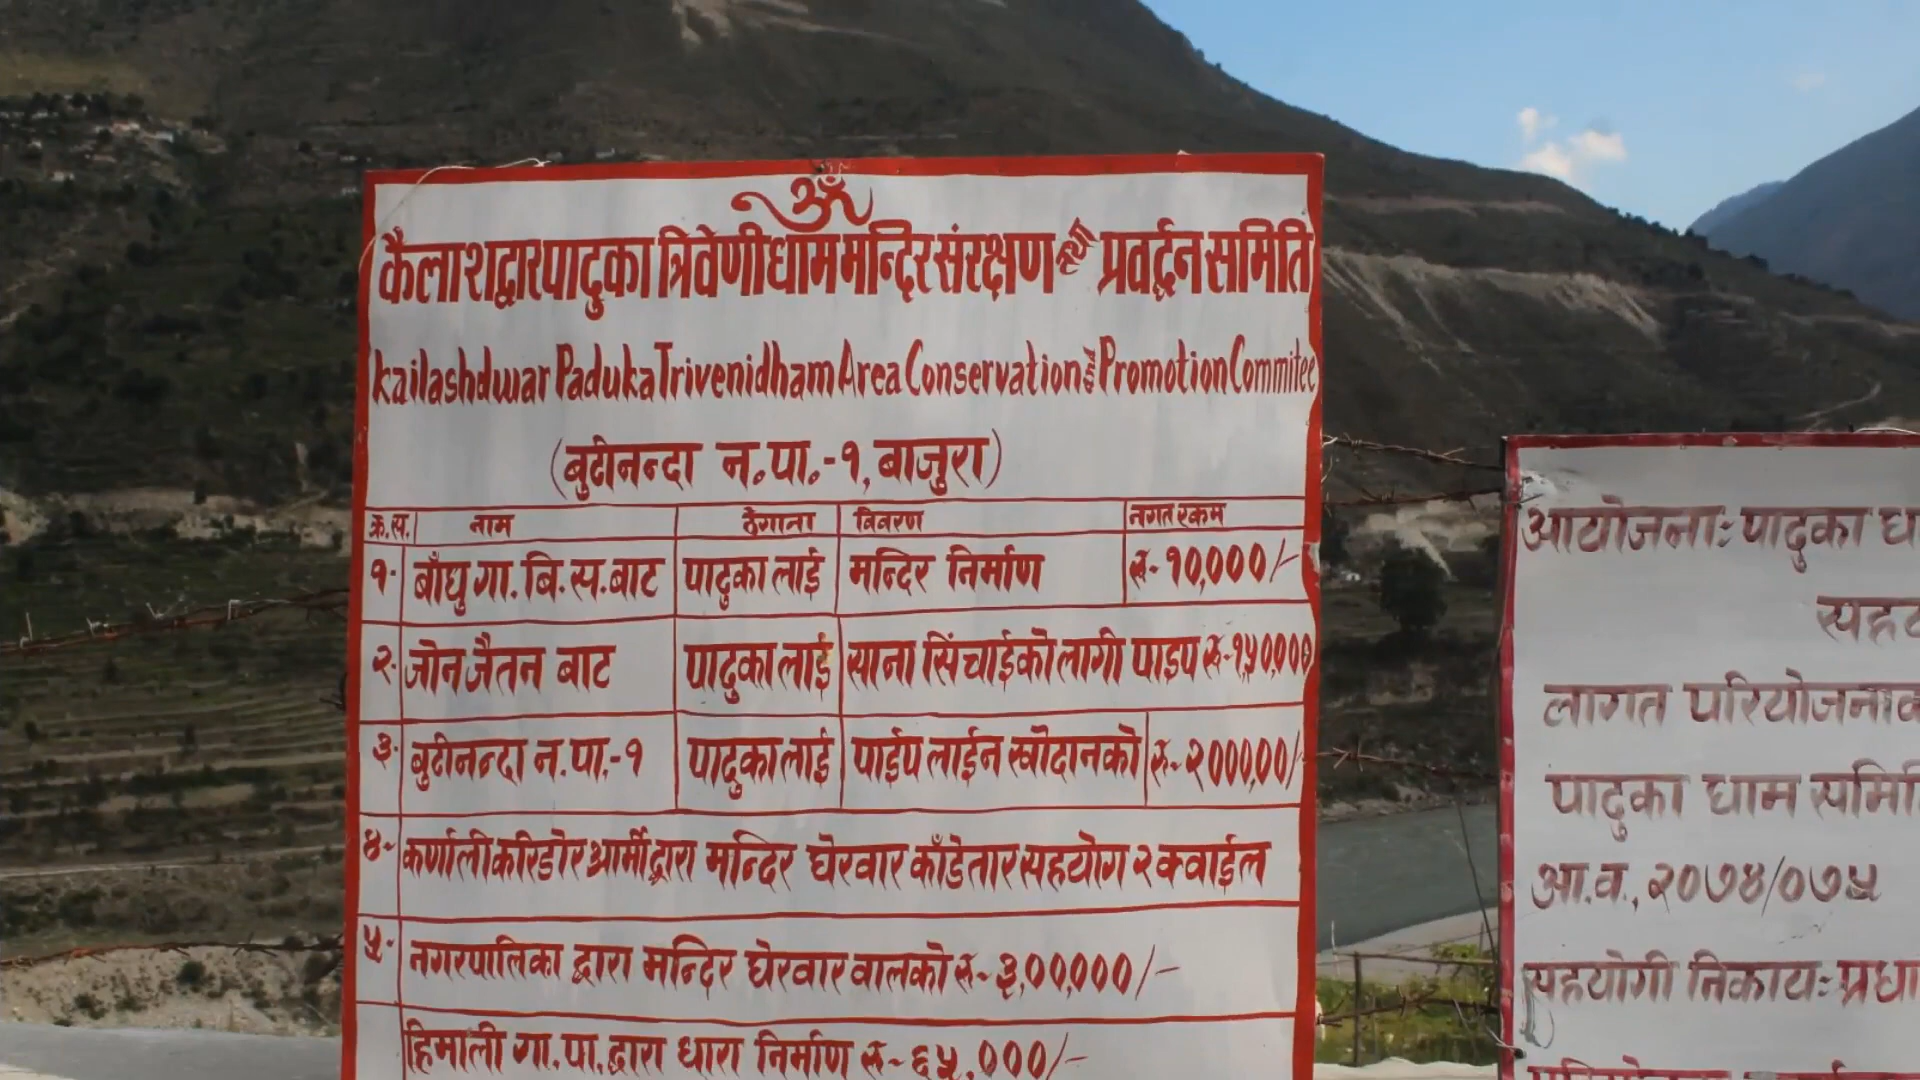 ॐ
कैलाशद्वार पादुका त्रिवेणीधाम मन्दिर संरक्षण तथा प्रवर्द्धन समिति
kailashdwar Paduka Trivenidham Area Conservation and Promotion Commitee
(बुढीनन्दा न.पा.-१, बाजुरा)
क्र.स. नाम ठेगाना विवरण नगत रकम
१- बाँधु गा. बि. स. बाट पादुका लाई मन्दिर निर्माण रु- १०,०००/-
२- जोन जैतन बाट पादुका लाई साना सिंचाईको लागी पाइप रु-१५०,०००
३- बुढीनन्दा न.पा.-१ पादुका लाई पाईप लाईन खोदानको रु- २०००,००/-
४- कर्णाली करिडोर आर्मी द्वारा मन्दिर घेरवार काँडेतार सहयोग २ क्वाईल
५- नगरपालिका द्वारा मन्दिर घेरवार वालको रु- ३,००,०००/-
हिमाली गा.पा. द्वारा धारा निर्माण रु- ६५,०००/-
आयोजनाः पादुका धा
लागत परियोजनाक
पादुका धाम समि
आ.व., २०७४/०७५
सहयोगी निकायः प्रधा